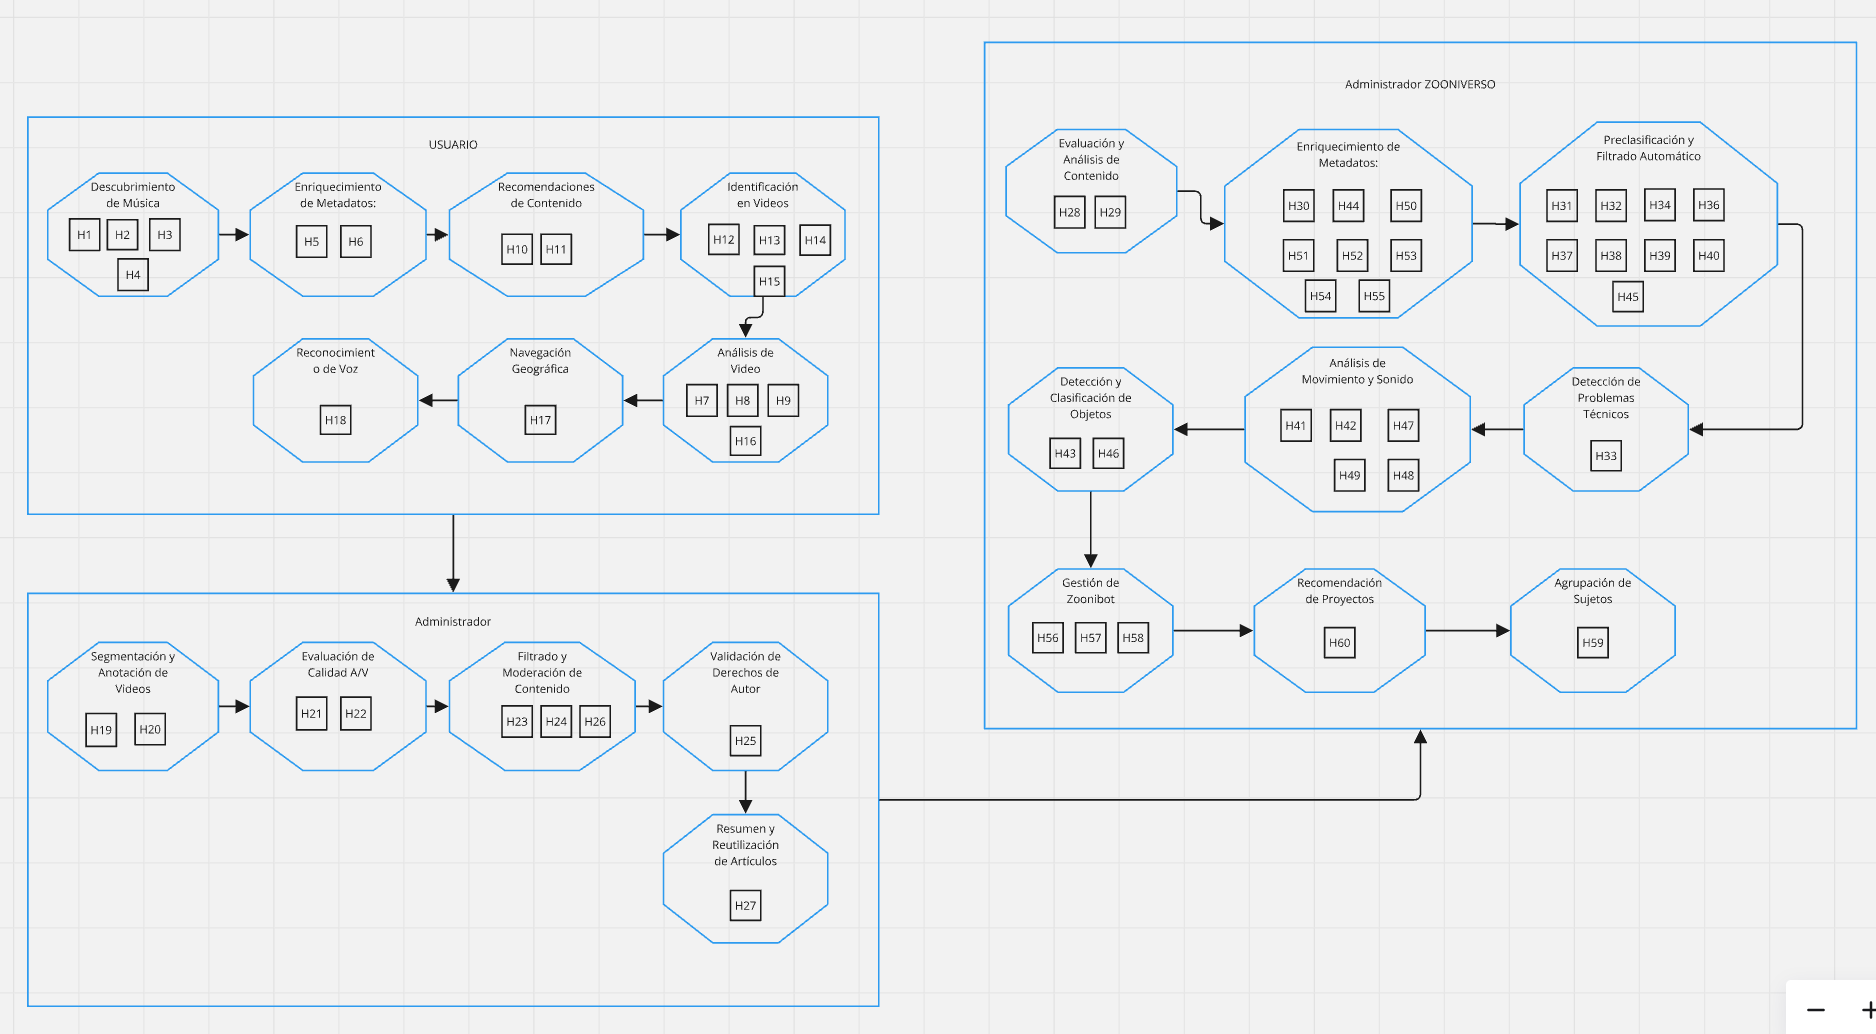 USUARIO
Descubrimiento
de Música
H1 H2 H3
H4
Enriquecimiento
de Metadatos:
H5 H6
Recomendaciones
de Contenido
H10 H11
Identificación
en Videos
H12 H13 H14
H15
Análisis de
Video
H7 H8 H9
H16
Navegación
Geográfica
H17
Reconocimient
o de Voz
H18
Administrador
Segmentación y
Anotación de
Videos
H19 H20
Evaluación de
Calidad A/V
H21 H22
Filtrado y
Moderación de
Contenido
H23 H24 H26
Validación de
Derechos de
Autor
H25
Resumen y
Reutilización
de Artículos
H27
Administrador ZOONIVERSO
Evaluación y
Análisis de
Contenido
H28 H29
Enriquecimiento de
Metadatos:
H30 H44 H50
H51 H52 H53
H54 H55
Preclasificación y
Filtrado Automático
H31 H32 H34 H36
H37 H38 H39 H40
H45
Detección de
Problemas
Técnicos
H33
Análisis de
Movimiento y Sonido
H41 H42 H47
H49 H48
Detección y
Clasificación de
Objetos
H43 H46
Gestión de
Zoonibot
H56 H57 H58
Recomendación
de Proyectos
H60
Agrupación de
Sujetos
H59